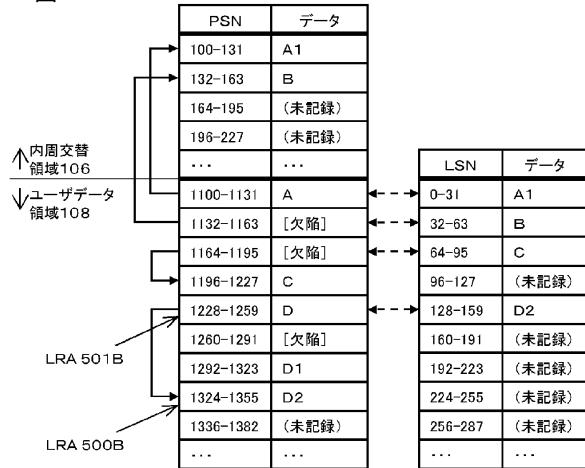 PSN データ
100-131 A1
132-163 B
164-195 (未記録)
196-227 (未記録)
... ...
↑内周交替
領域106
↓ユーザデータ
領域108
1100-1131 A
1132-1163 [欠陥]
1164-1195 [欠陥]
1196-1227 C
1228-1259 D
1260-1291 [欠陥]
1292-1323 D1
1324-1355 D2
1336-1382 (未記録)
... ...
LRA 501B
LRA 500B
LSN データ
0-31 A1
32-63 B
64-95 C
96-127 (未記録)
128-159 D2
160-191 (未記録)
192-223 (未記録)
224-255 (未記録)
256-287 (未記録)
... ...